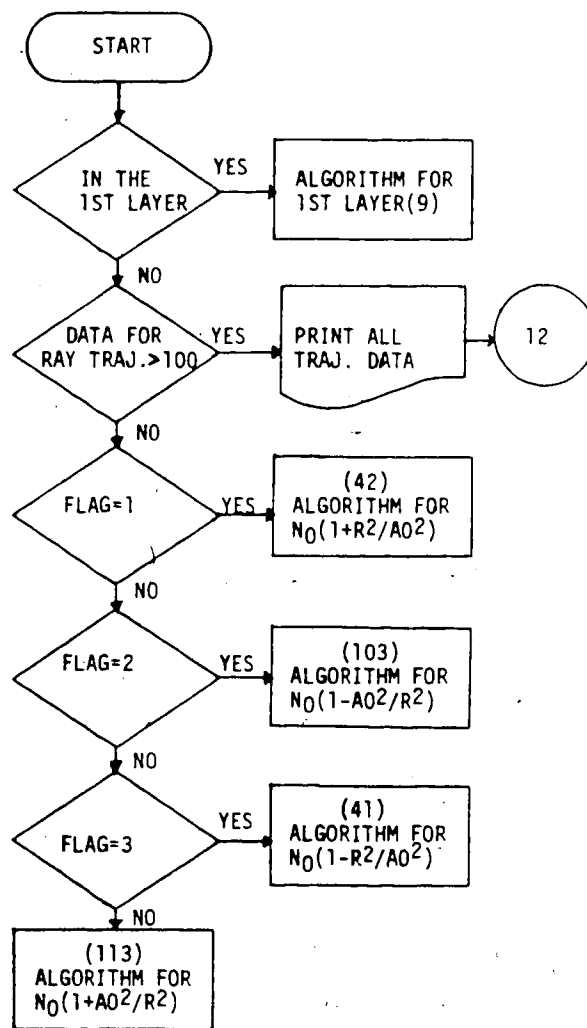 START
IN THE
1ST LAYER
YES
ALGORITHM FOR
1ST LAYER(9)
NO
DATA FOR
RAY TRAJ.>100
YES
PRINT ALL
TRAJ. DATA
12
NO
FLAG=1
YES
(42)
ALGORITHM FOR
N₀(1+R²/A0²)
NO
FLAG=2
YES
(103)
ALGORITHM FOR
N₀(1-A0²/R²)
NO
FLAG=3
YES
(41)
ALGORITHM FOR
N₀(1-R²/A0²)
NO
(113)
ALGORITHM FOR
N₀(1+A0²/R²)